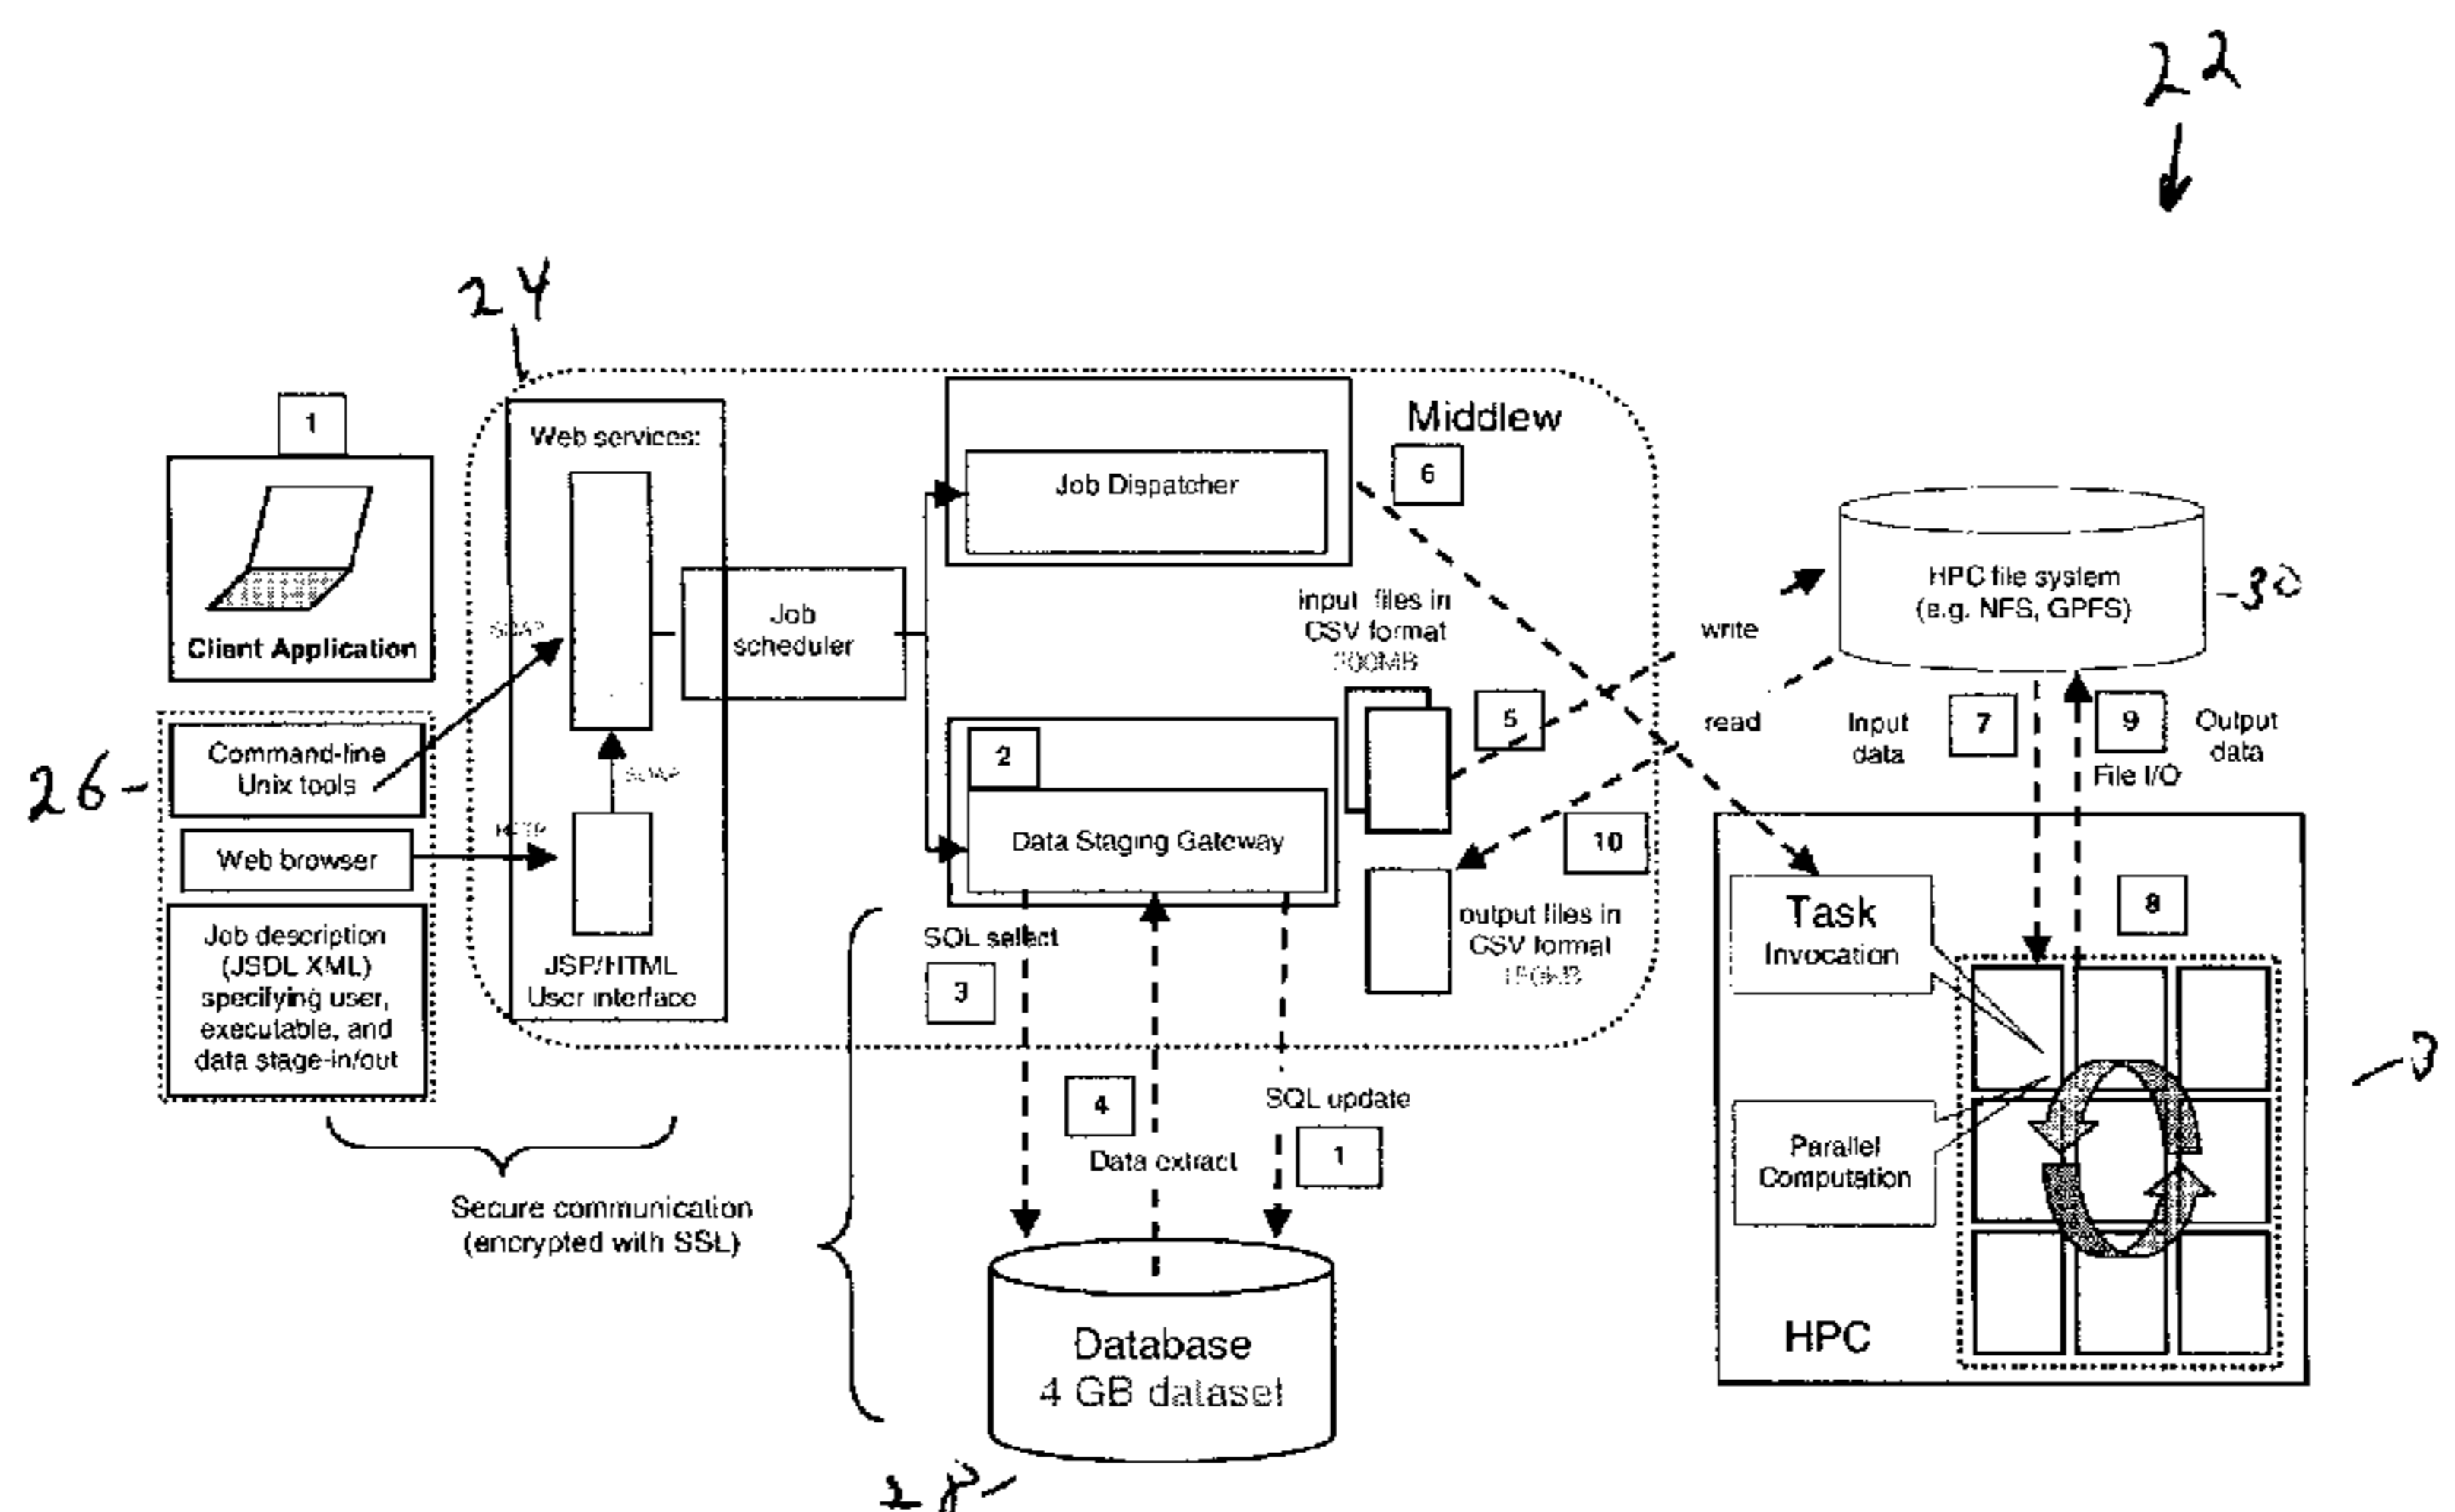 22
24
1
Client Application
26
Command-line
Unix tools
Web browser
Job description
(JSDL XML)
specifying user,
executable, and
data stage-in/out
Web services:
SOAP
SOAP
HTTP
JSP/HTML
User interface
Job
scheduler
Middlew
Job Dispatcher
6
input files in
CSV format
5
2
Data Staging Gateway
10
output files in
CSV format
write
read
HPC file system
(e.g. NFS, GPFS)
30
Input
data
7
9
Output
data
File I/O
8
Task
Invocation
Parallel
Computation
HPC
3
SQL select
3
4
Data extract
SQL update
1
Secure communication
(encrypted with SSL)
Database
4 GB dataset
28